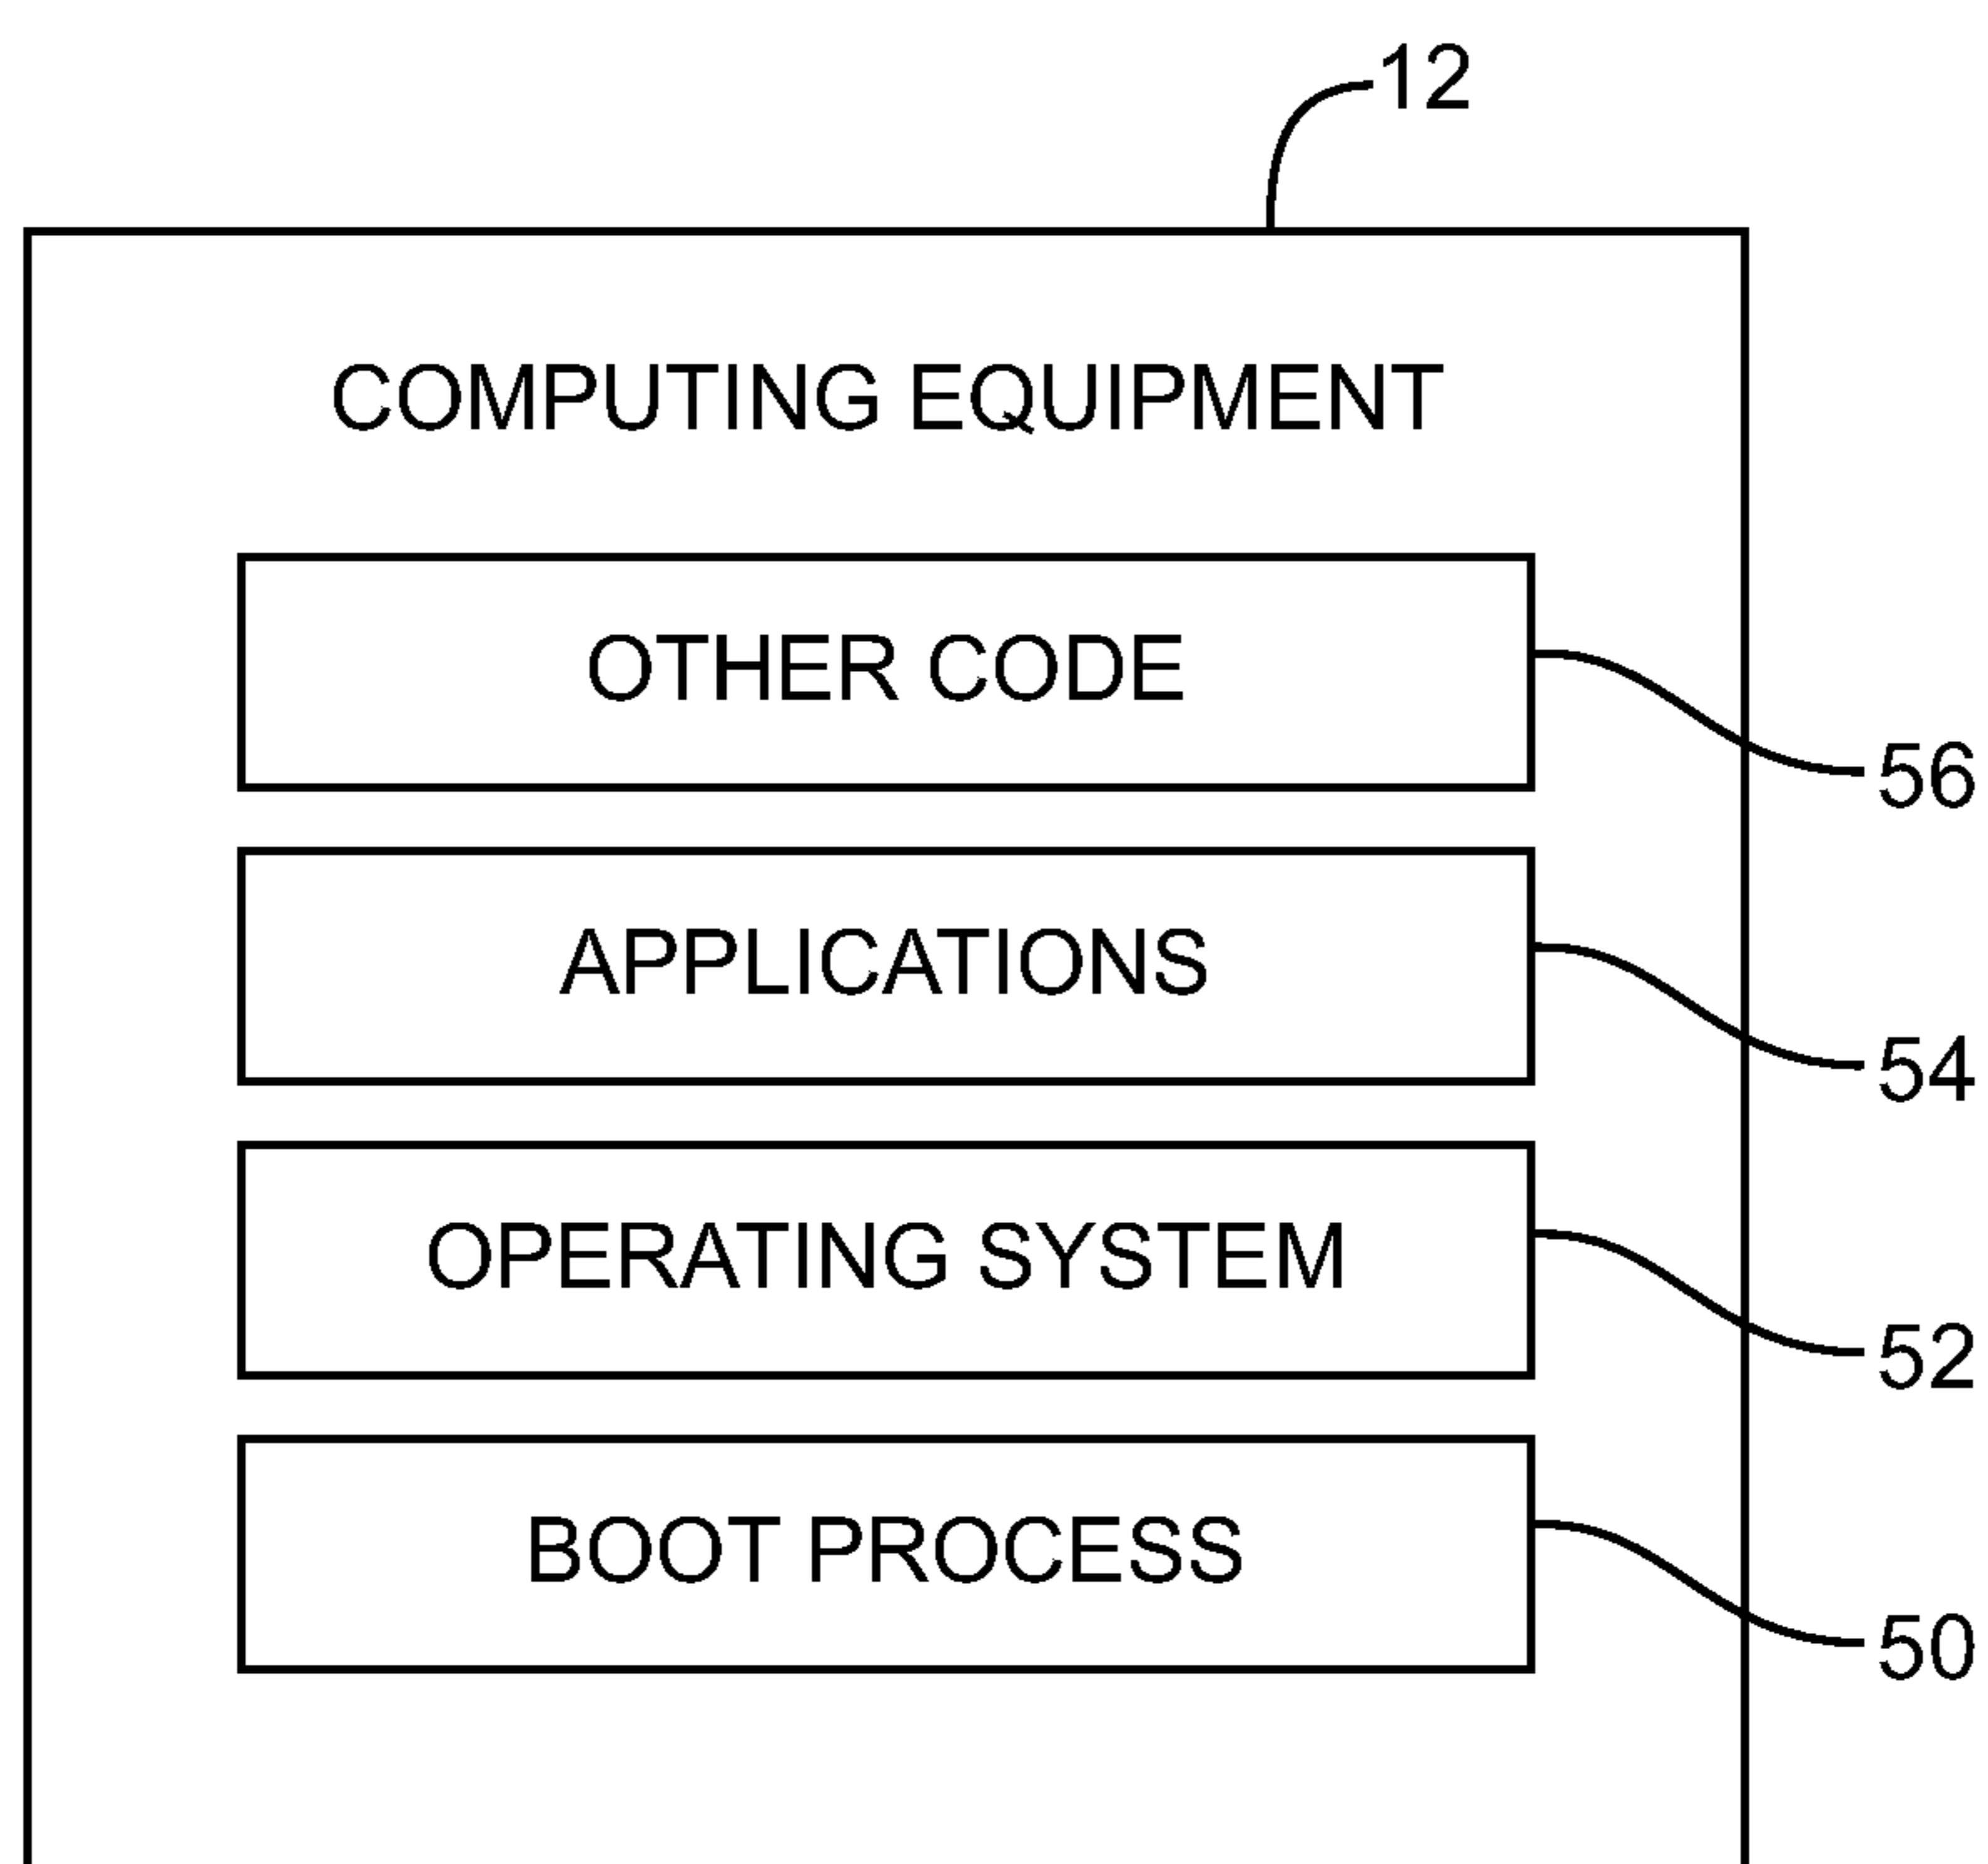 12
COMPUTING EQUIPMENT
OTHER CODE
56
APPLICATIONS
54
OPERATING SYSTEM
52
BOOT PROCESS
50